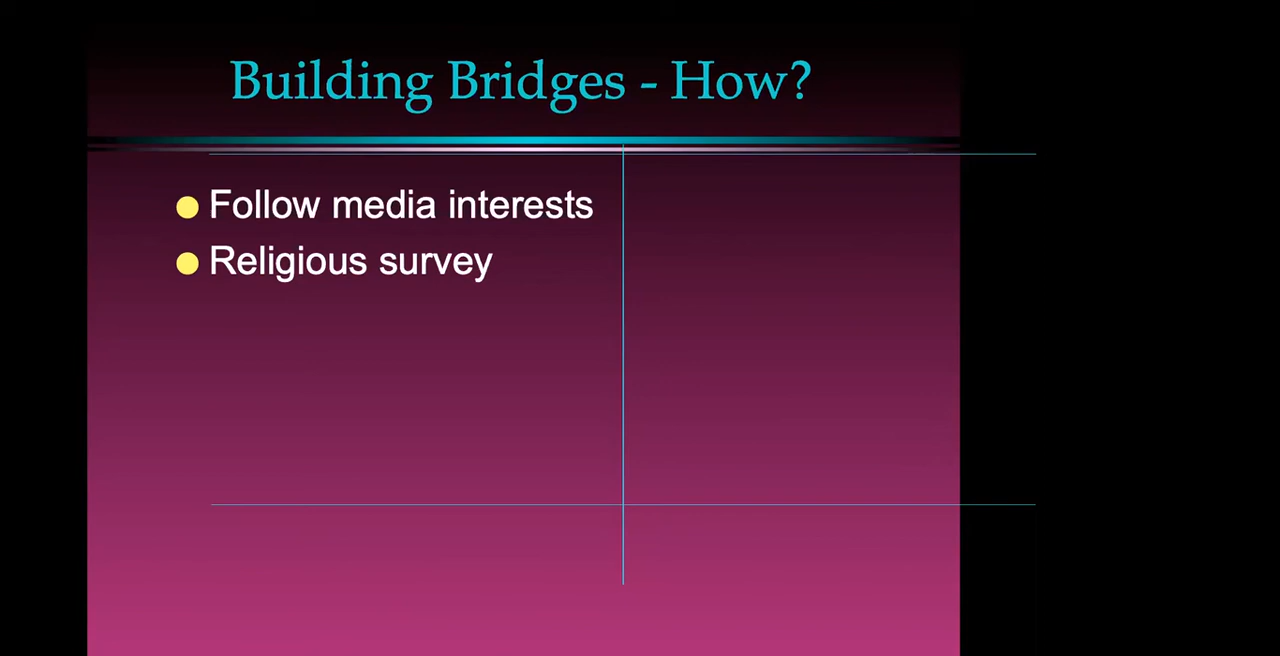 Building Bridges - How?
Follow media interests
Religious survey